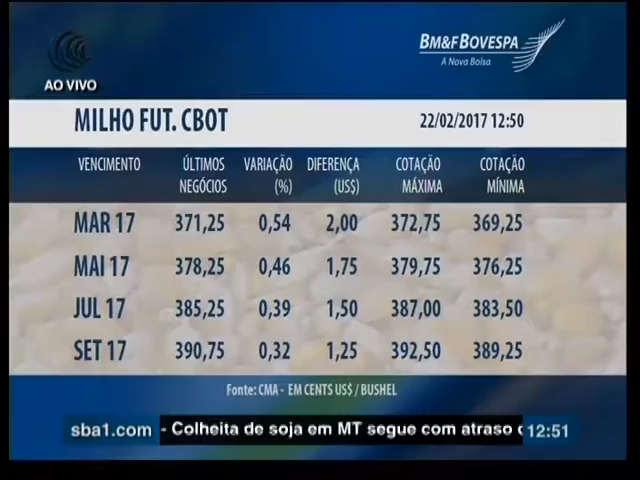 BM&FBOVESPA
A Nova Bolsa
AO VIVO
MILHO FUT. CBOT 22/02/2017 12:50
VENCIMENTO ÚLTIMOS NEGÓCIOS VARIAÇÃO (%) DIFERENÇA (US$) COTAÇÃO MÁXIMA COTAÇÃO MÍNIMA
MAR 17 371,25 0,54 2,00 372,75 369,25
MAI 17 378,25 0,46 1,75 379,75 376,25
JUL 17 385,25 0,39 1,50 387,00 383,50
SET 17 390,75 0,32 1,25 392,50 389,25
Fonte: CMA - EM CENTS US$ / BUSHEL
sba1.com - Colheita de soja em MT segue com atraso 12:51